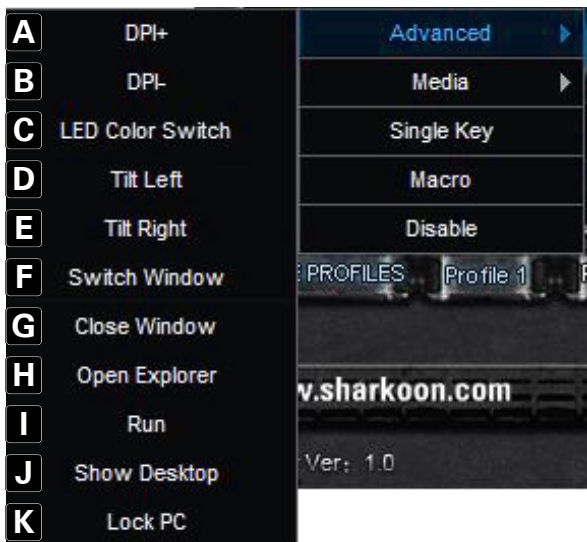 A DPI+
B DPI-
C LED Color Switch
D Tilt Left
E Tilt Right
F Switch Window
G Close Window
H Open Explorer
I Run
J Show Desktop
K Lock PC
Advanced
Media
Single Key
Macro
Disable
PROFILES Profile 1
w.sharkoon.com
Ver: 1.0